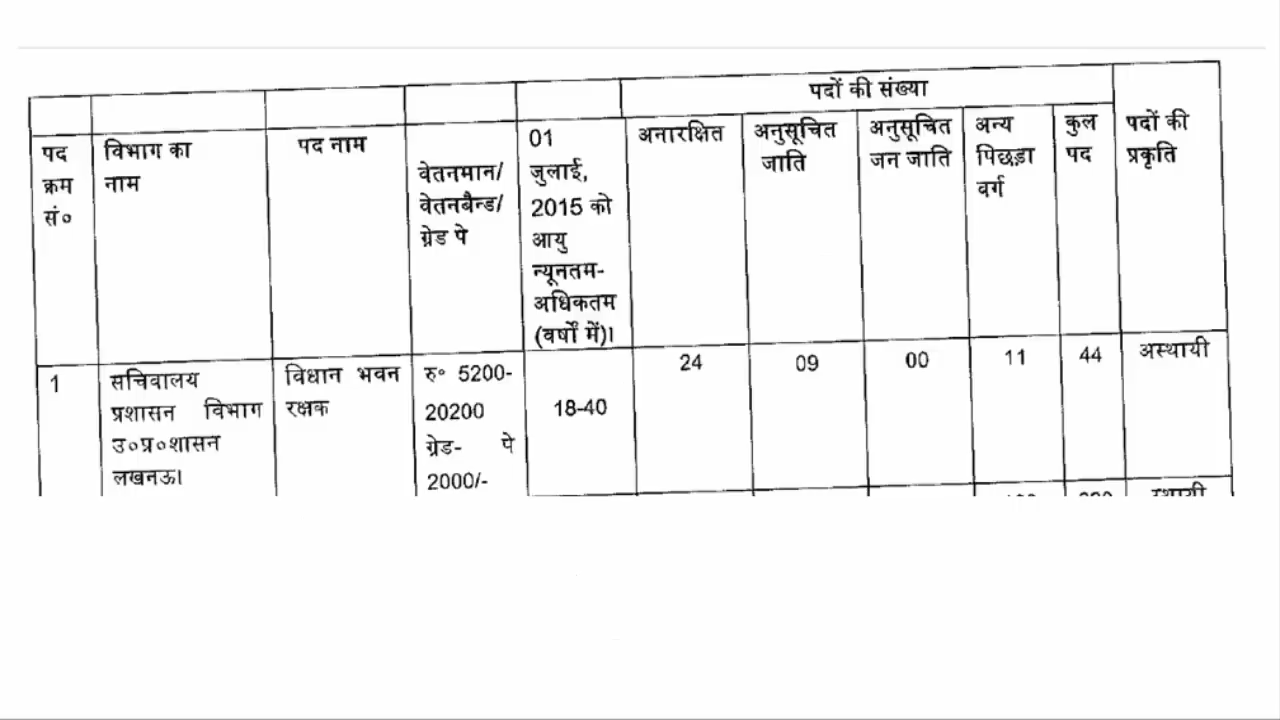 पदों की संख्या
पद क्रम सं०
विभाग का नाम
पद नाम
वेतनमान/ वेतनबैन्ड/ ग्रेड पे
01 जुलाई, 2015 को आयु न्यूनतम- अधिकतम (वर्षों में)।
अनारक्षित
अनुसूचित जाति
अनुसूचित जन जाति
अन्य पिछड़ा वर्ग
कुल पद
पदों की प्रकृति
1
सचिवालय प्रशासन विभाग उ०प्र०शासन लखनऊ।
विधान भवन रक्षक
रु० 5200- 20200 ग्रेड- पे 2000/-
18-40
24
09
00
11
44
अस्थायी